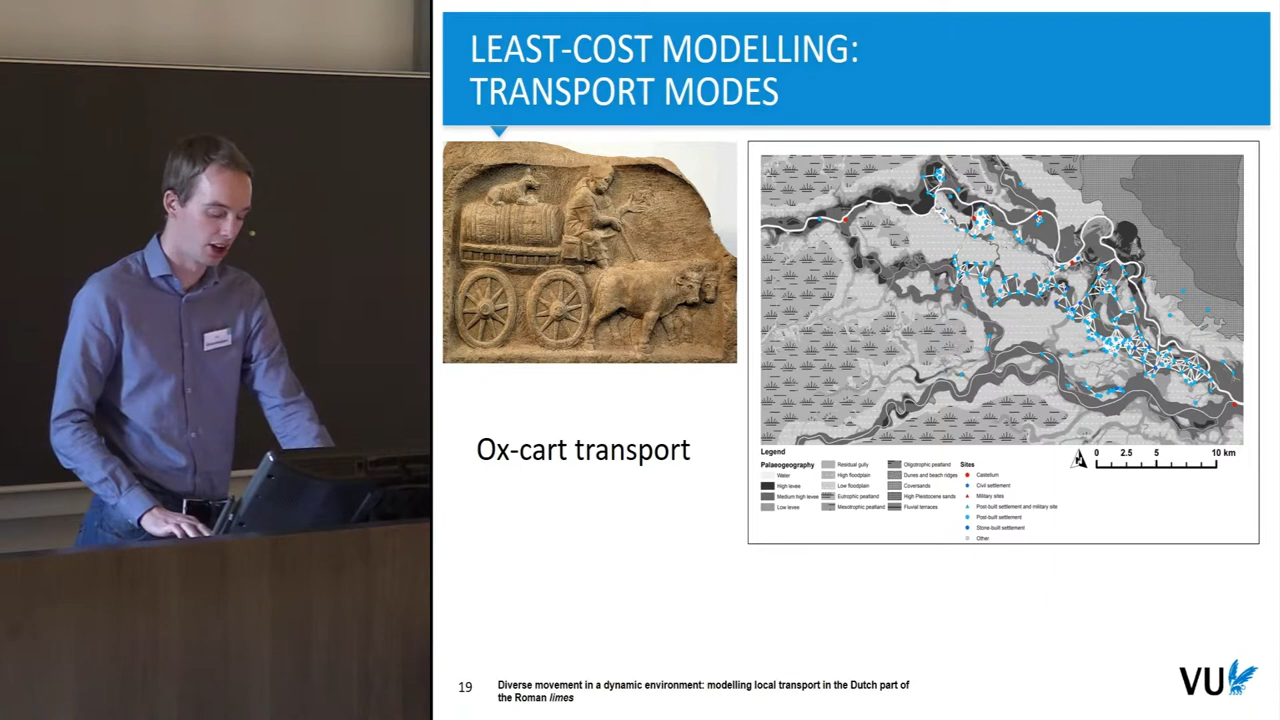 LEAST-COST MODELLING:
TRANSPORT MODES
Ox-cart transport
0 2.5 5 10 km
Legend
Palaeogeography
Water
High levee
Medium high levee
Low levee
Residual gully
High floodplain
Low floodplain
Eutrophic peatland
Mesotrophic peatland
Oligotrophic peatland
Dunes and beach ridges
Coversands
High Pleistocene sands
Fluvial terraces
Sites
Castellum
Civil settlement
Military sites
Post-built settlement and military site
Post-built settlement
Stone-built settlement
Other
19
Diverse movement in a dynamic environment: modelling local transport in the Dutch part of
the Roman limes
VU